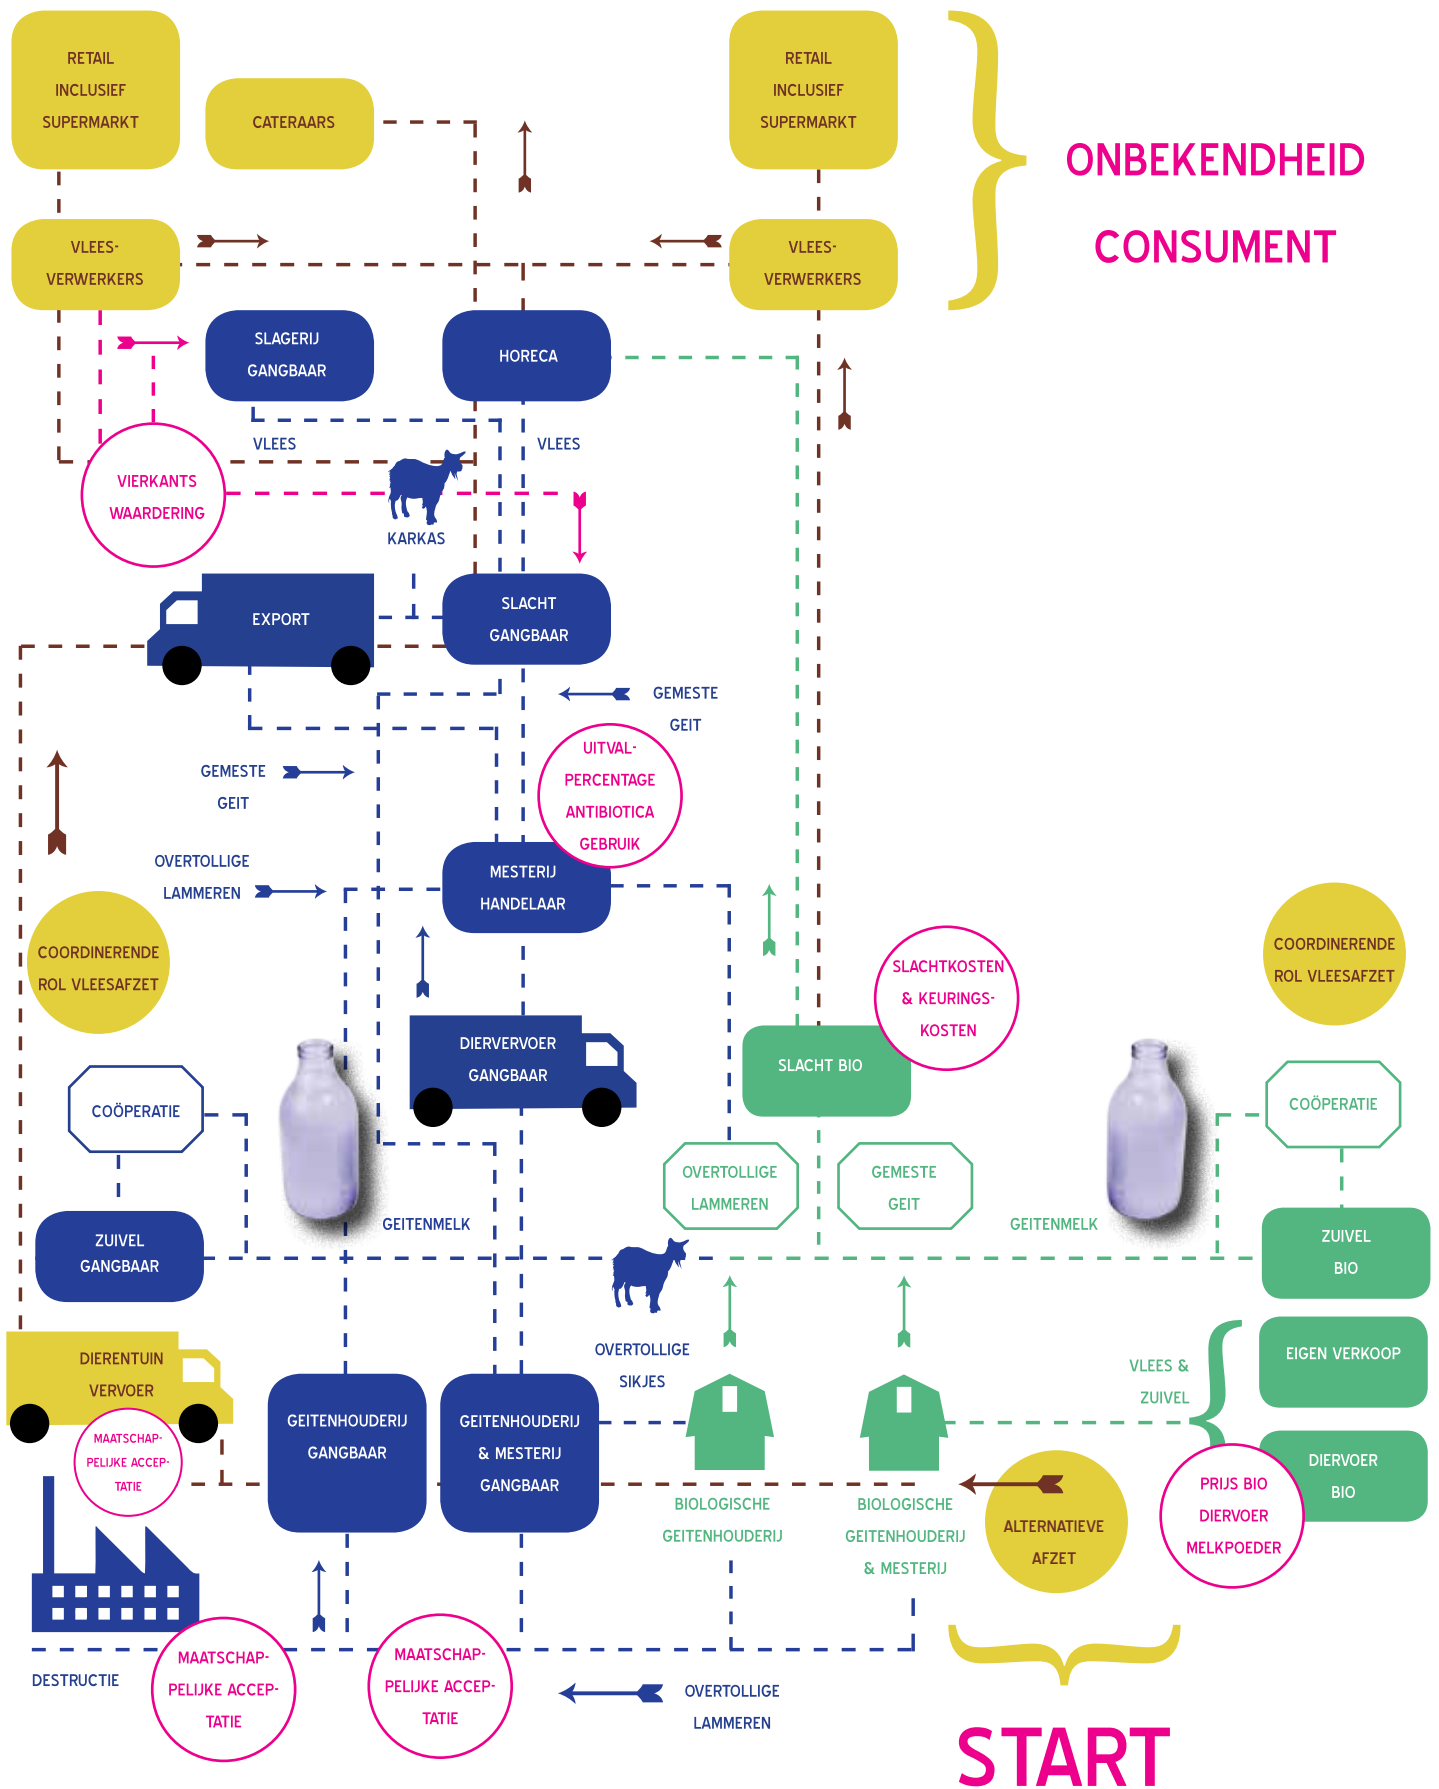 RETAIL
INCLUSIEF
SUPERMARKT
CATERAARS
RETAIL
INCLUSIEF
SUPERMARKT
ONBEKENDHEID
CONSUMENT
VLEES-
VERWERKERS
VLEES-
VERWERKERS
SLAGERIJ
GANGBAAR
HORECA
VLEES
VLEES
VIERKANTS
WAARDERING
KARKAS
EXPORT
SLACHT
GANGBAAR
GEMESTE
GEIT
UITVAL-
PERCENTAGE
ANTIBIOTICA
GEBRUIK
GEMESTE
GEIT
OVERTOLLIGE
LAMMEREN
MESTERIJ
HANDELAAR
COORDINERENDE
ROL VLEESAFZET
SLACHTKOSTEN
& KEURINGS-
KOSTEN
COORDINERENDE
ROL VLEESAFZET
DIERVERVOER
GANGBAAR
SLACHT BIO
COÖPERATIE
COÖPERATIE
OVERTOLLIGE
LAMMEREN
GEMESTE
GEIT
GEITENMELK
GEITENMELK
ZUIVEL
GANGBAAR
ZUIVEL
BIO
OVERTOLLIGE
SIKJES
DIERENTUIN
VERVOER
VLEES &
ZUIVEL
EIGEN VERKOOP
MAATSCHAP-
PELIJKE ACCEP-
TATIE
GEITENHOUDERIJ
GANGBAAR
GEITENHOUDERIJ
& MESTERIJ
GANGBAAR
DIERVOER
BIO
PRIJS BIO
DIERVOER
MELKPOEDER
BIOLOGISCHE
GEITENHOUDERIJ
BIOLOGISCHE
GEITENHOUDERIJ
& MESTERIJ
ALTERNATIEVE
AFZET
DESTRUCTIE
MAATSCHAP-
PELIJKE ACCEP-
TATIE
MAATSCHAP-
PELIJKE ACCEP-
TATIE
OVERTOLLIGE
LAMMEREN
START